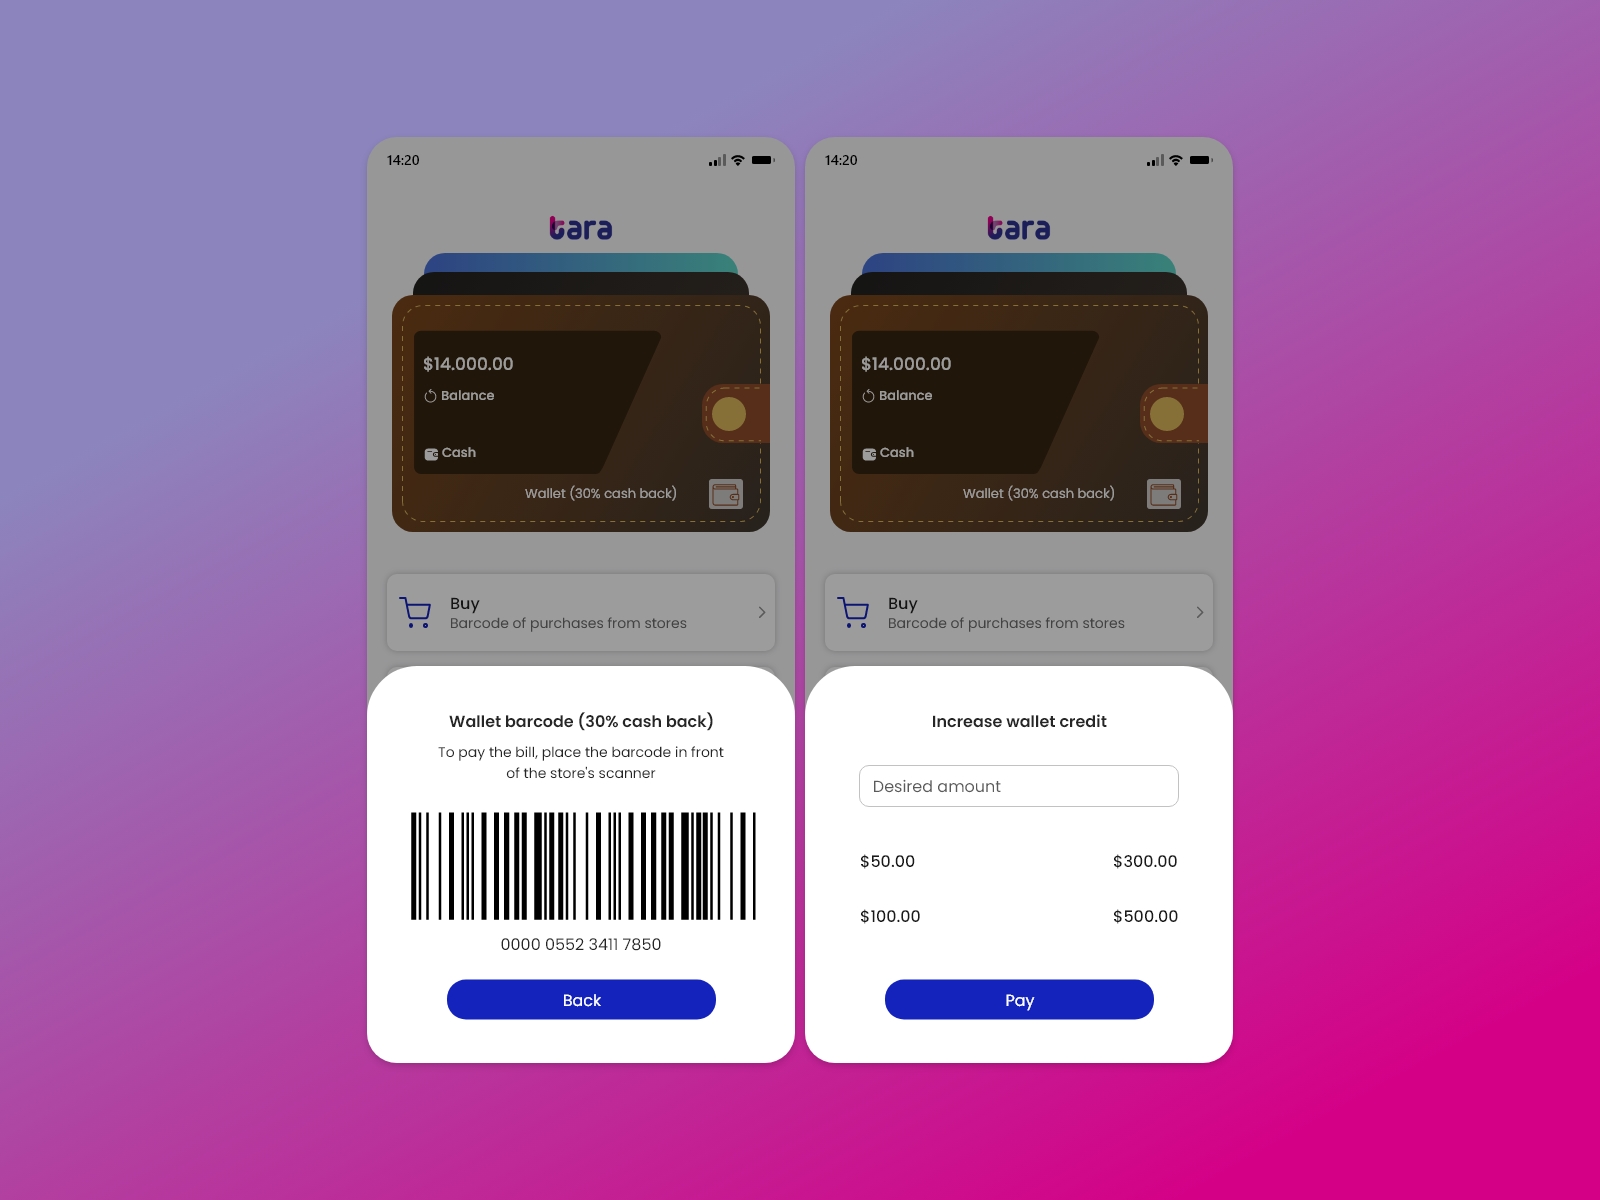 14:20
tara
$14.000.00
Balance
Cash
Wallet (30% cash back)
Buy
Barcode of purchases from stores
Wallet barcode (30% cash back)
To pay the bill, place the barcode in front
of the store's scanner
0000 0552 3411 7850
Back
14:20
tara
$14.000.00
Balance
Cash
Wallet (30% cash back)
Buy
Barcode of purchases from stores
Increase wallet credit
Desired amount
$50.00 $300.00
$100.00 $500.00
Pay